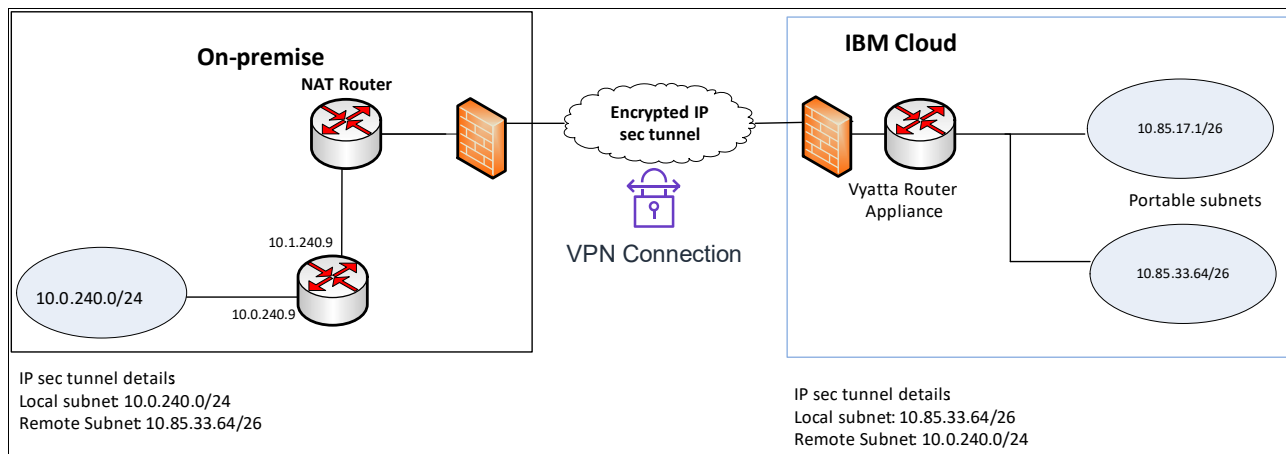 On-premise
NAT Router
10.1.240.9
10.0.240.0/24
10.0.240.9
IP sec tunnel details
Local subnet: 10.0.240.0/24
Remote Subnet: 10.85.33.64/26
Encrypted IP
sec tunnel
VPN Connection
IBM Cloud
Vyatta Router
Appliance
10.85.17.1/26
Portable subnets
10.85.33.64/26
IP sec tunnel details
Local subnet: 10.85.33.64/26
Remote Subnet: 10.0.240.0/24